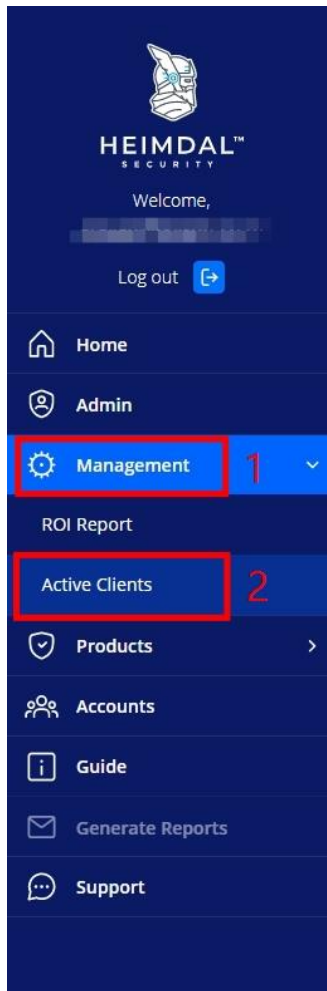 HEIMDAL™
SECURITY
Welcome,
Log out
Home
Admin
Management 1
ROI Report
Active Clients 2
Products
Accounts
Guide
Generate Reports
Support